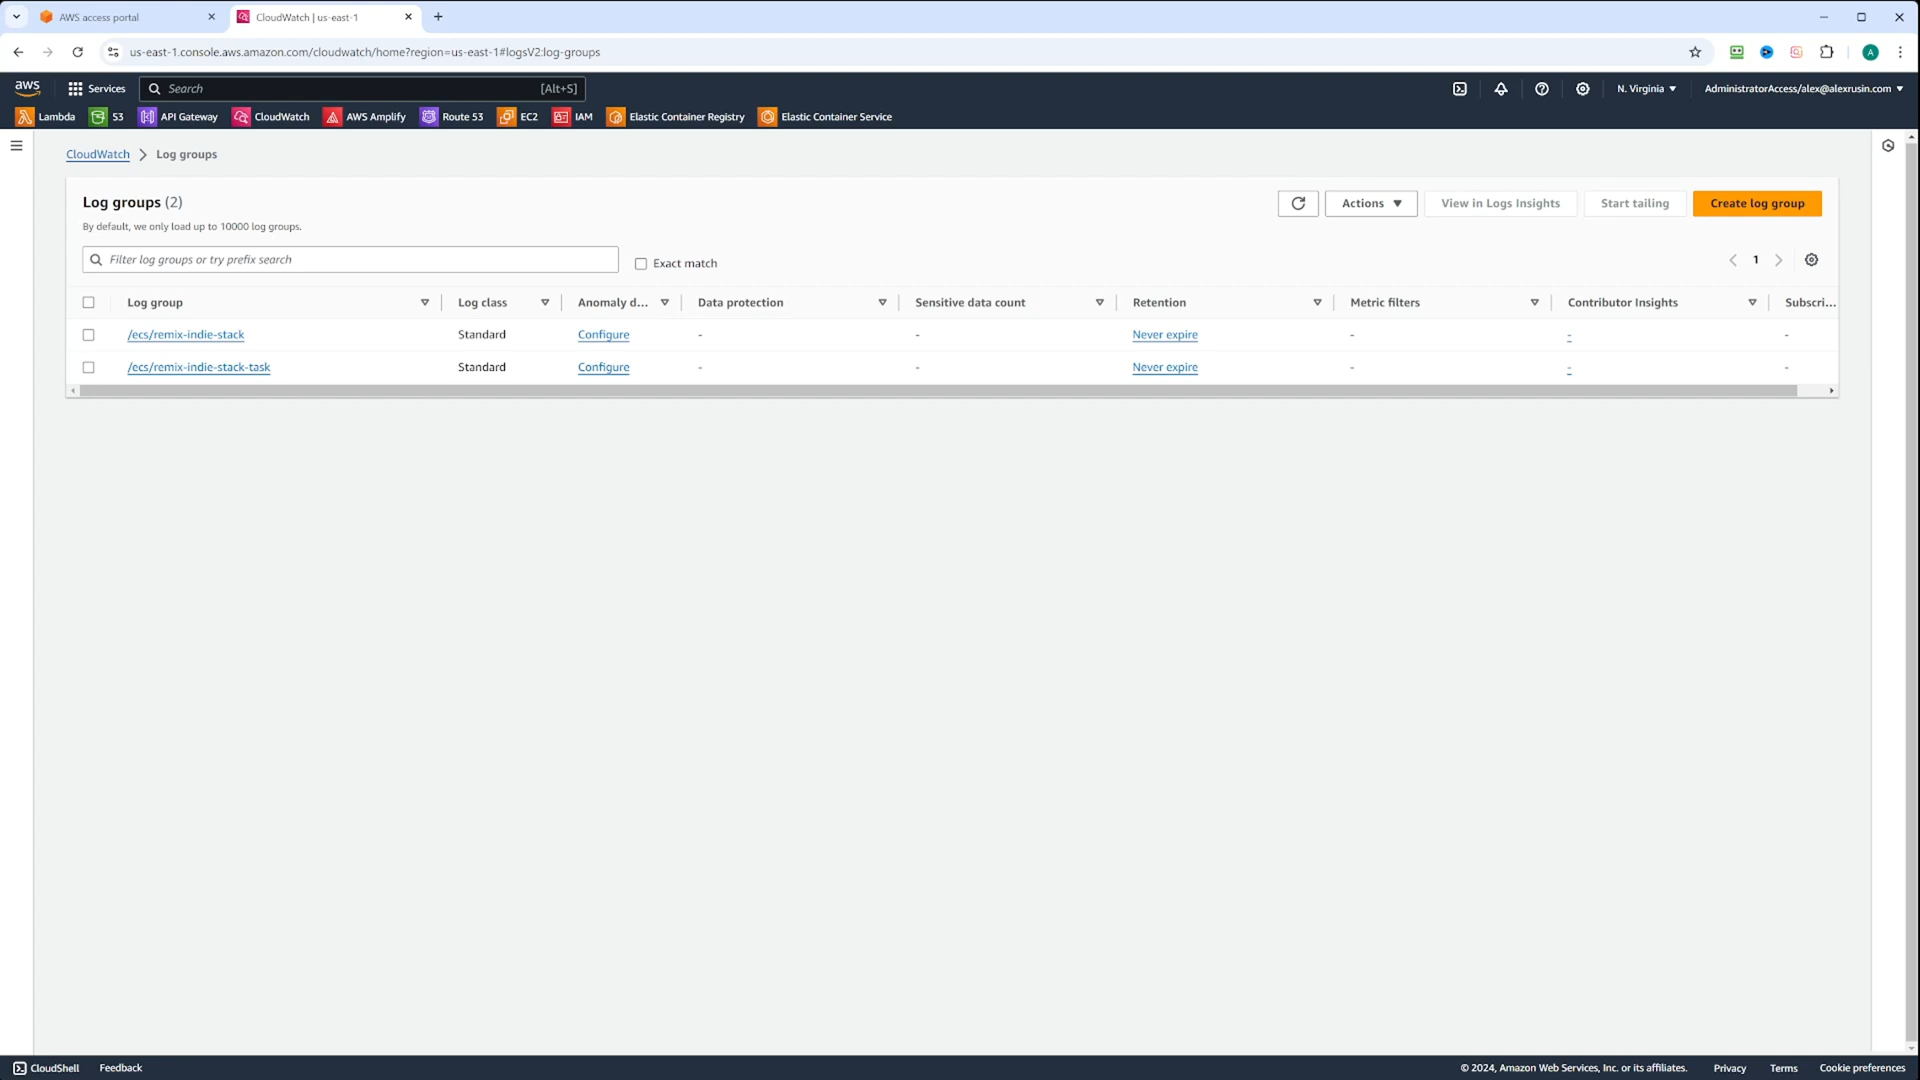 AWS access portal
CloudWatch | us-east-1
us-east-1.console.aws.amazon.com/cloudwatch/home?region=us-east-1#logsV2:log-groups
A
aws
Services
Search
[Alt+S]
N. Virginia
AdministratorAccess/alex@alexrusin.com
Lambda
S3
API Gateway
CloudWatch
AWS Amplify
Route 53
EC2
IAM
Elastic Container Registry
Elastic Container Service
CloudWatch
Log groups
Log groups (2)
Actions
View in Logs Insights
Start tailing
Create log group
By default, we only load up to 10000 log groups.
Filter log groups or try prefix search
Exact match
1
Log group
Log class
Anomaly d...
Data protection
Sensitive data count
Retention
Metric filters
Contributor Insights
Subscri...
/ecs/remix-indie-stack
Standard
Configure
-
-
Never expire
-
-
-
/ecs/remix-indie-stack-task
Standard
Configure
-
-
Never expire
-
-
-
CloudShell
Feedback
© 2024, Amazon Web Services, Inc. or its affiliates.
Privacy
Terms
Cookie preferences